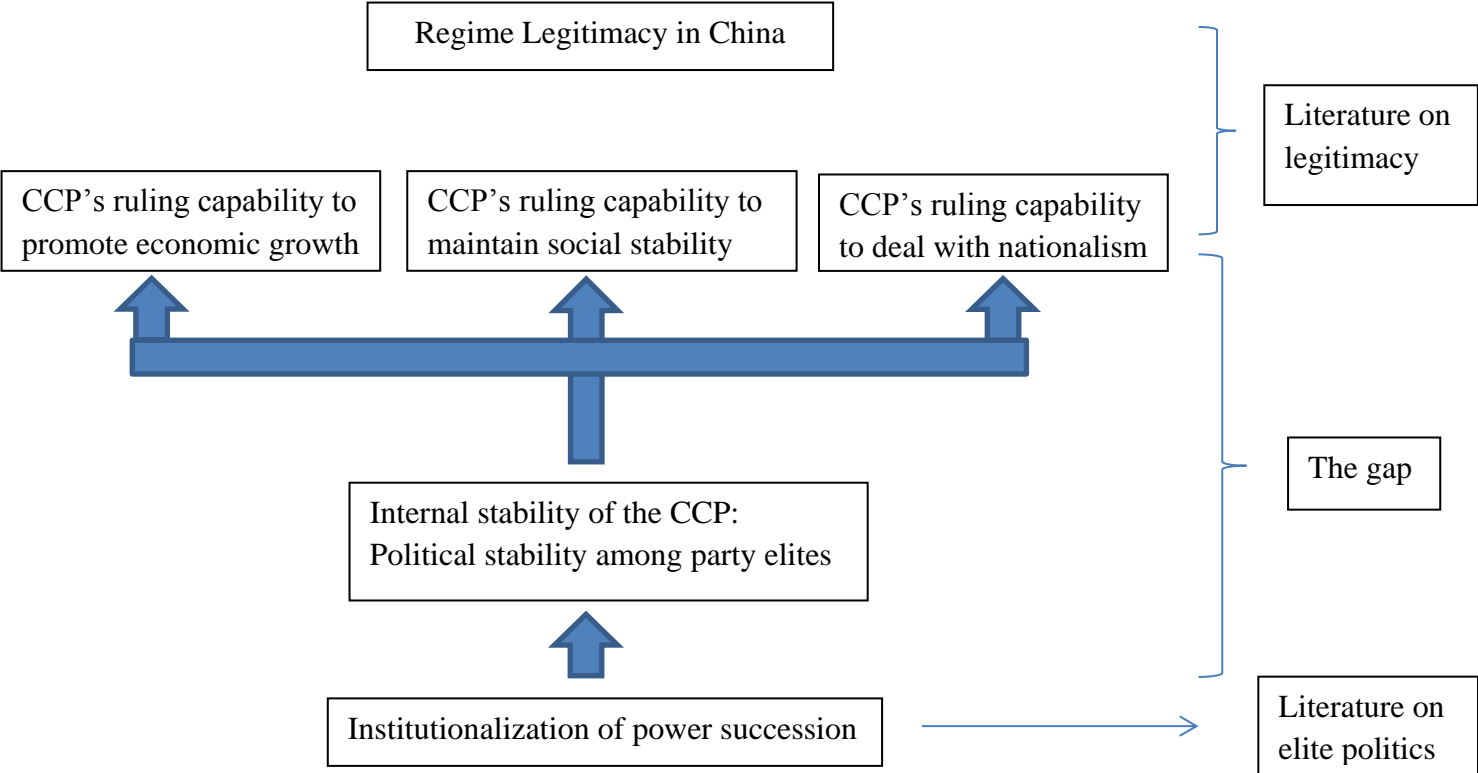 Regime Legitimacy in China
Literature on
legitimacy
CCP’s ruling capability to
promote economic growth
CCP’s ruling capability to
maintain social stability
CCP’s ruling capability
to deal with nationalism
The gap
Internal stability of the CCP:
Political stability among party elites
Institutionalization of power succession
Literature on
elite politics